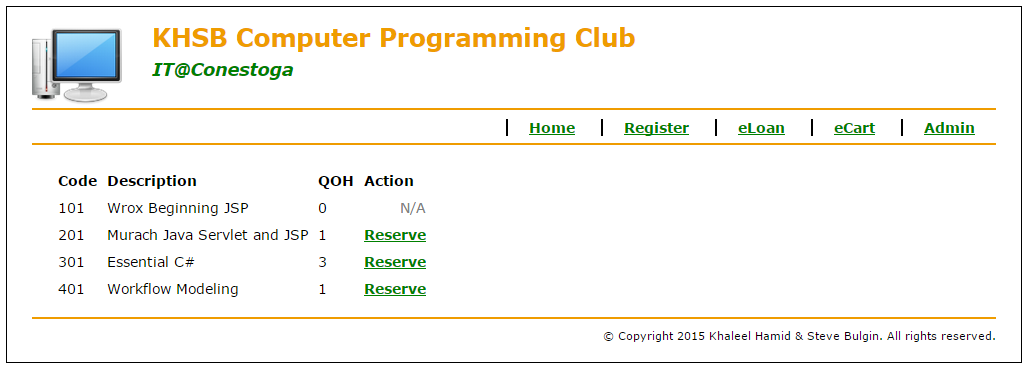 KHSB Computer Programming Club
IT@Conestoga
Home Register eLoan eCart Admin
Code Description QOH Action
101 Wrox Beginning JSP 0 N/A
201 Murach Java Servlet and JSP 1 Reserve
301 Essential C# 3 Reserve
401 Workflow Modeling 1 Reserve
© Copyright 2015 Khaleel Hamid & Steve Bulgin. All rights reserved.